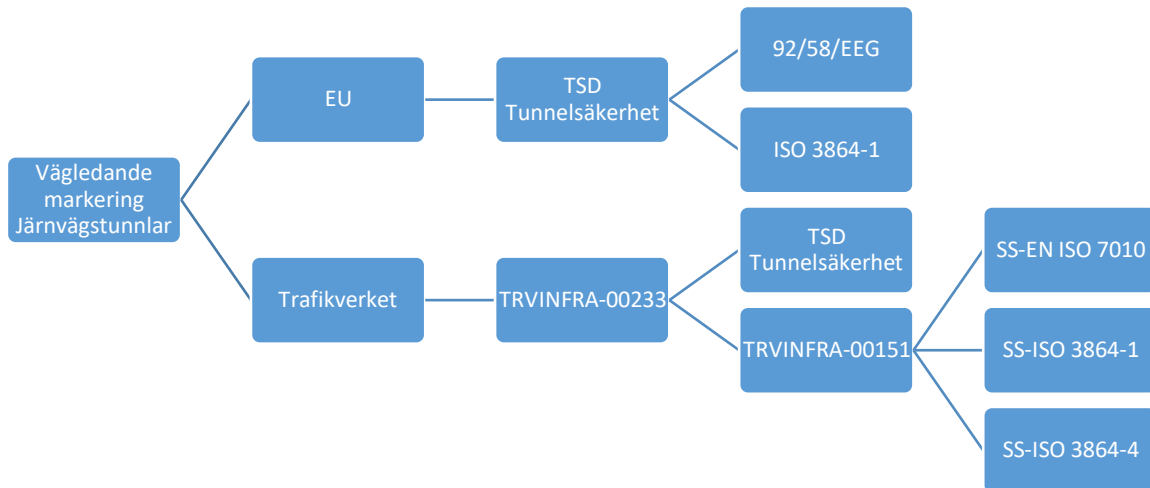 Vägledande
markering
Järnvägstunnlar
EU
TSD
Tunnelsäkerhet
92/58/EEG
ISO 3864-1
Trafikverket
TRVINFRA-00233
TSD
Tunnelsäkerhet
TRVINFRA-00151
SS-EN ISO 7010
SS-ISO 3864-1
SS-ISO 3864-4